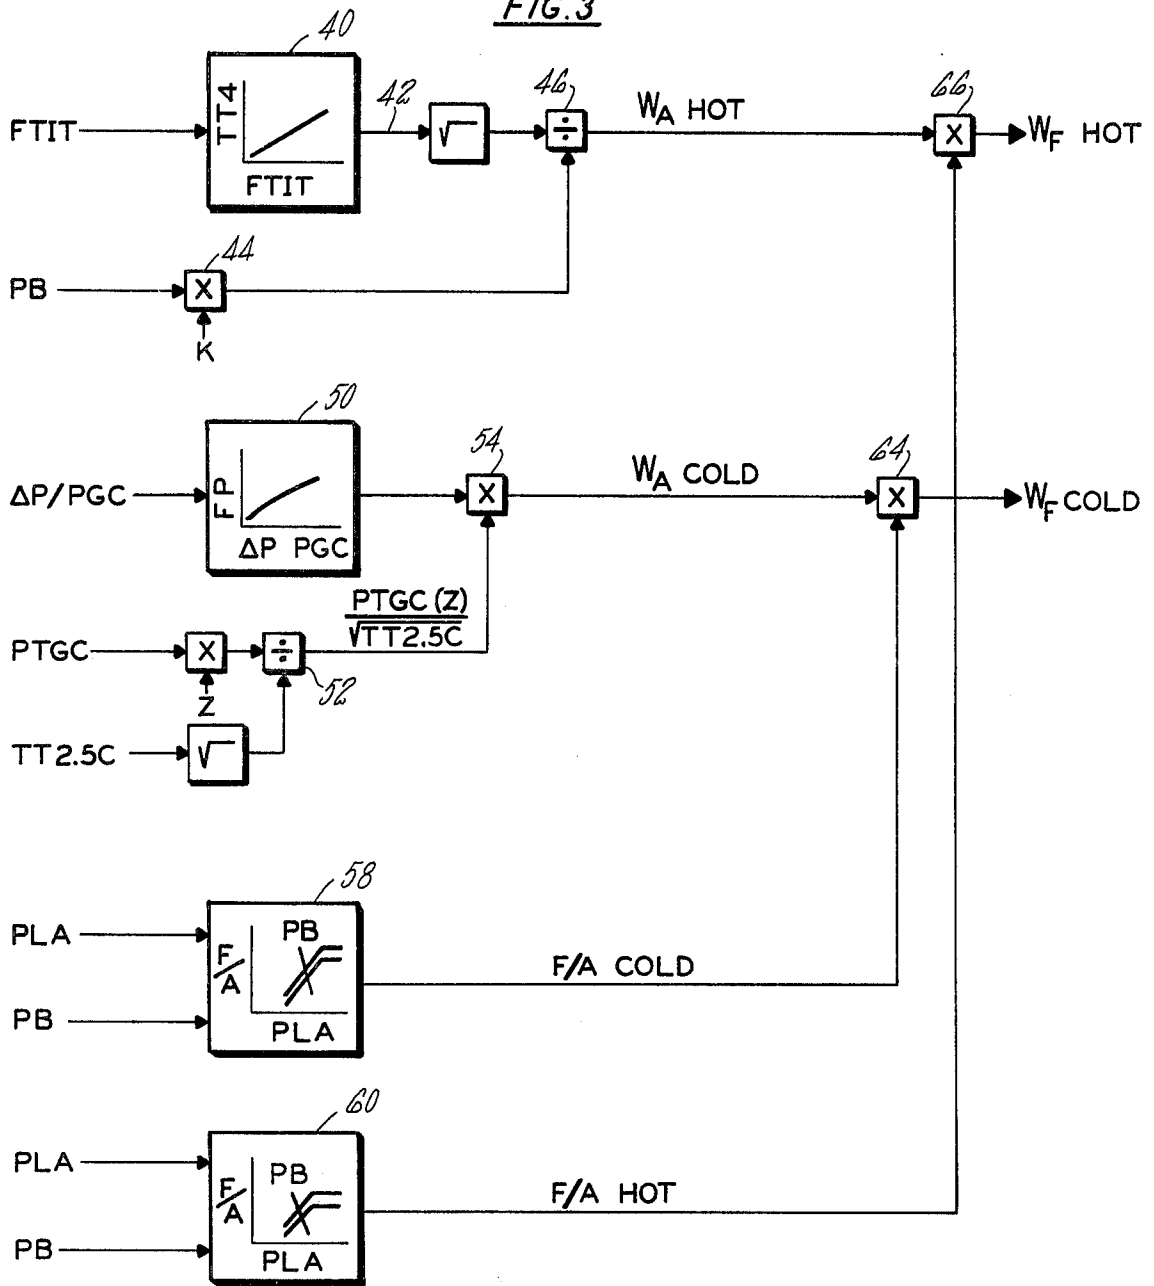 FIG. 3
40
FTIT
TT4
FTIT
42
√
46
÷
WA HOT
66
X
WF HOT
PB
44
X
K
50
ΔP/PGC
FP
ΔP PGC
54
X
WA COLD
64
X
WF COLD
PTGC (Z)
√TT2.5C
PTGC
X
Z
÷
52
TT2.5C
√
58
PLA
PB
F/A
PB
PLA
F/A COLD
60
PLA
PB
F/A
PB
PLA
F/A HOT